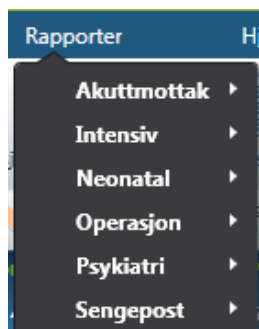 Rapporter
Akuttmottak
Intensiv
Neonatal
Operasjon
Psykiatri
Sengepost